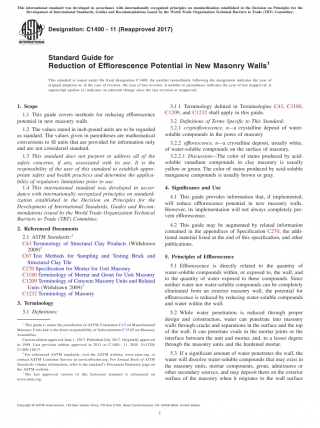 This international standard was developed in accordance with internationally recognized principles on standardization established in the Decision on Principles for the
Development of International Standards, Guides and Recommendations issued by the World Trade Organization Technical Barriers to Trade (TBT) Committee.
Designation: C1400 − 11 (Reapproved 2017)
INTERNATIONAL
Standard Guide for
Reduction of Efflorescence Potential in New Masonry Walls1
This standard is issued under the fixed designation C1400; the number immediately following the designation indicates the year of
original adoption or, in the case of revision, the year of last revision. A number in parentheses indicates the year of last reapproval. A
superscript epsilon (ε) indicates an editorial change since the last revision or reapproval.
1. Scope
1.1 This guide covers methods for reducing efflorescence
potential in new masonry walls.
1.2 The values stated in inch-pound units are to be regarded
as standard. The values given in parentheses are mathematical
conversions to SI units that are provided for information only
and are not considered standard.
1.3 This standard does not purport to address all of the
safety concerns, if any, associated with its use. It is the
responsibility of the user of this standard to establish appro-
priate safety and health practices and determine the applica-
bility of regulatory limitations prior to use.
1.4 This international standard was developed in accor-
dance with internationally recognized principles on standard-
ization established in the Decision on Principles for the
Development of International Standards, Guides and Recom-
mendations issued by the World Trade Organization Technical
Barriers to Trade (TBT) Committee.
2. Referenced Documents
2.1 ASTM Standards:2
C43 Terminology of Structural Clay Products (Withdrawn
2009)3
C67 Test Methods for Sampling and Testing Brick and
Structural Clay Tile
C270 Specification for Mortar for Unit Masonry
C1180 Terminology of Mortar and Grout for Unit Masonry
C1209 Terminology of Concrete Masonry Units and Related
Units (Withdrawn 2009)3
C1232 Terminology of Masonry
3. Terminology
3.1 Definitions:
1 This guide is under the jurisdiction of ASTM Committee C15 on Manufactured
Masonry Units and is the direct responsibility of Subcommittee C15.05 on Masonry
Assemblies.
Current edition approved June 1, 2017. Published July 2017. Originally approved
in 1998. Last previous edition approved in 2011 as C1400 – 11. DOI: 10.1520/
C1400-11R17.
2 For referenced ASTM standards, visit the ASTM website, www.astm.org, or
contact ASTM Customer Service at service@astm.org. For Annual Book of ASTM
Standards volume information, refer to the standard's Document Summary page on
the ASTM website.
3 The last approved version of this historical standard is referenced on
www.astm.org.
3.1.1 Terminology defined in Terminologies C43, C1180,
C1209, and C1232 shall apply in this guide.
3.2 Definitions of Terms Specific to This Standard:
3.2.1 cryptoflorescence, n—a crystalline deposit of water-
soluble compounds in the pores of masonry
3.2.2 efflorescence, n—a crystalline deposit, usually white,
of water-soluble compounds on the surface of masonry.
3.2.2.1 Discussion—The color of stains produced by acid-
soluble vanadium compounds in clay masonry is usually
yellow or green. The color of stains produced by acid-soluble
manganese compounds is usually brown or gray.
4. Significance and Use
4.1 This guide provides information that, if implemented,
will reduce efflorescence potential in new masonry walls.
However, its implementation will not always completely pre-
vent efflorescence.
4.2 This guide may be augmented by related information
contained in the appendixes of Specification C270, the addi-
tional material listed at the end of this specification, and other
publications.
5. Principles of Efflorescence
5.1 Efflorescence is directly related to the quantity of
water-soluble compounds within, or exposed to, the wall; and
to the quantity of water exposed to these compounds. Since
neither water nor water-soluble compounds can be completely
eliminated from an exterior masonry wall, the potential for
efflorescence is reduced by reducing water-soluble compounds
and water within the wall.
5.2 While water penetration is reduced through proper
design and construction, water can penetrate into masonry
walls through cracks and separations in the surface and the top
of the wall. It can penetrate voids in the mortar joints at the
interface between the unit and mortar, and, to a lesser degree
through the masonry units and the hardened mortar.
5.3 If a significant amount of water penetrates the wall, the
water will dissolve water-soluble compounds that may exist in
the masonry units, mortar components, grout, admixtures or
other secondary sources, and may deposit them on the exterior
surface of the masonry when it migrates to the wall surface
Copyright © ASTM International, 100 Barr Harbor Drive, PO Box C700, West Conshohocken, PA 19428-2959. United States
1